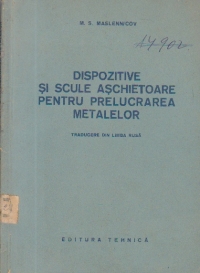 M. S. MASLENNICOV
DISPOZITIVE
ȘI SCULE AȘCHIETOARE
PENTRU PRELUCRAREA
METALELOR
TRADUCERE DIN LIMBA RUSĂ
EDITURA TEHNICĂ